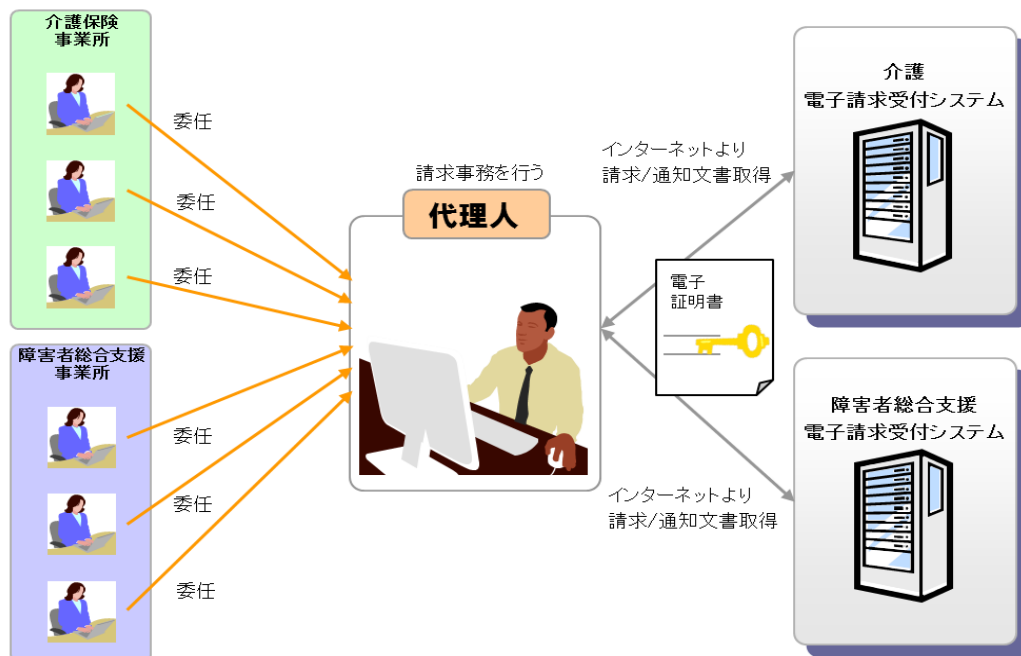 介護保険
事業所
委任
委任
委任
障害者総合支援
事業所
委任
委任
委任
請求事務を行う
代理人
インターネットより
請求/通知文書取得
電子
証明書
インターネットより
請求/通知文書取得
介護
電子請求受付システム
障害者総合支援
電子請求受付システム